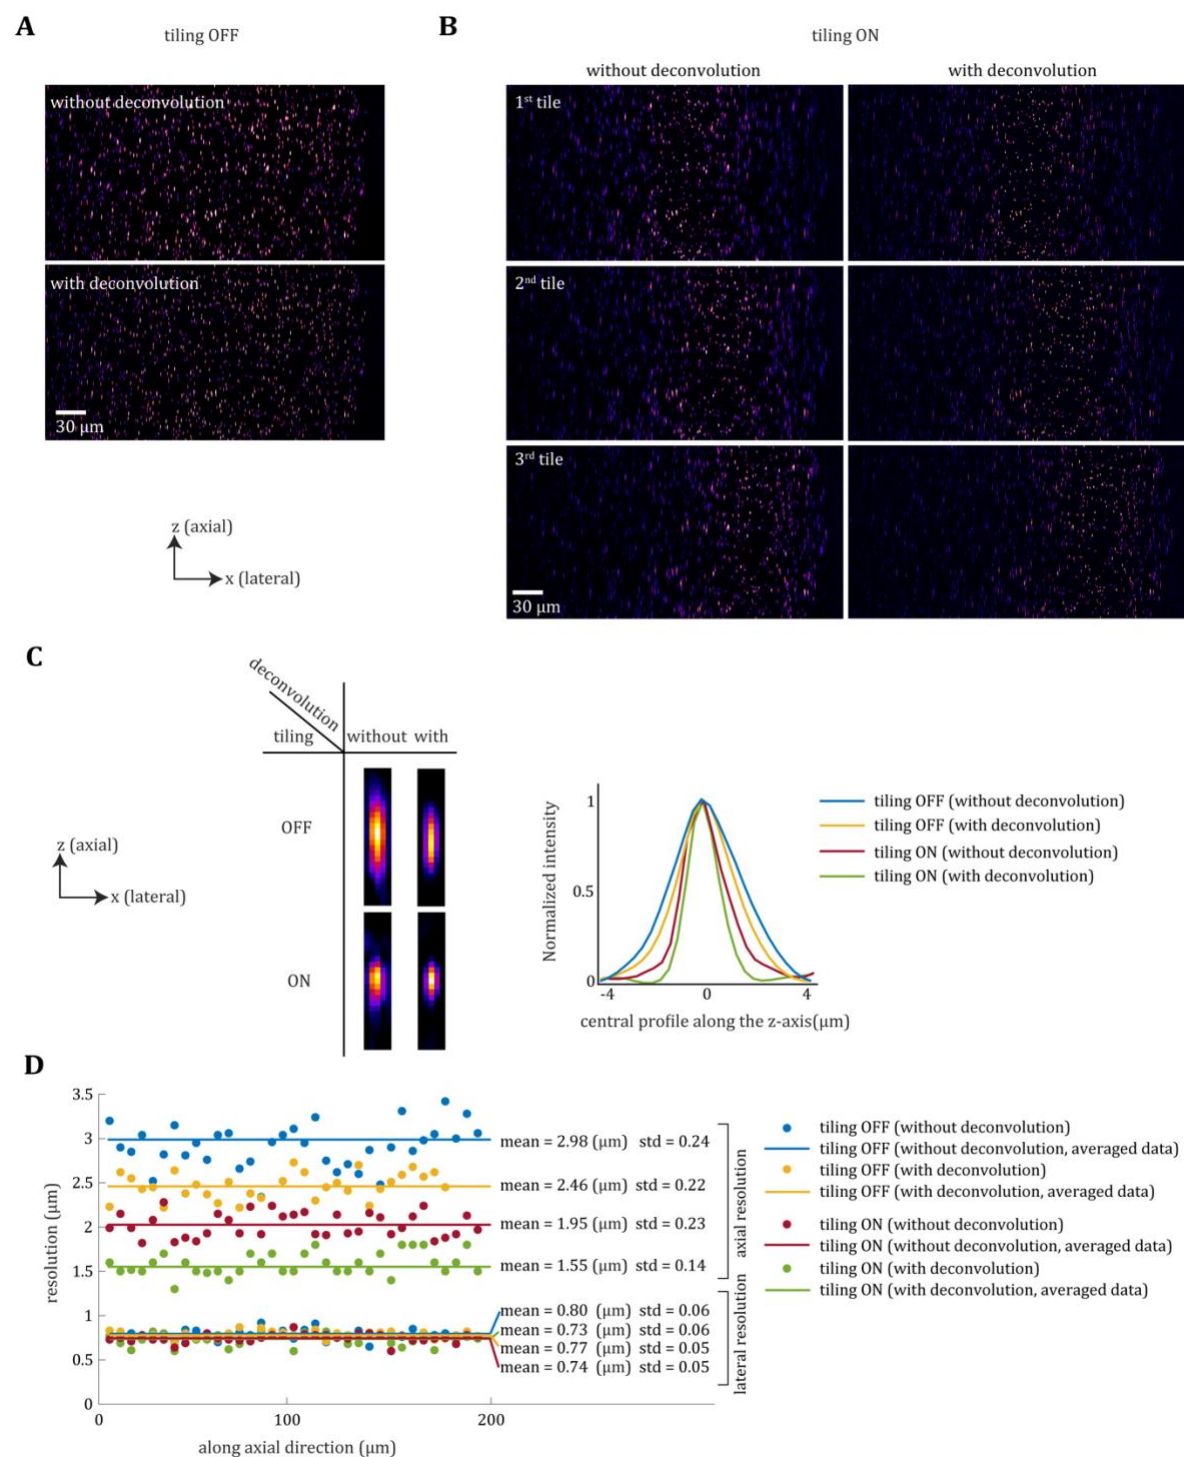 A
tiling OFF
without deconvolution
with deconvolution
30 μm
z (axial)
x (lateral)
B
tiling ON
without deconvolution
with deconvolution
1st tile
2nd tile
3rd tile
30 μm
C
z (axial)
x (lateral)
deconvolution
tiling
without with
OFF
ON
Normalized intensity
1
0.5
0
-4
0
4
central profile along the z-axis(μm)
tiling OFF (without deconvolution)
tiling OFF (with deconvolution)
tiling ON (without deconvolution)
tiling ON (with deconvolution)
D
resolution (μm)
3.5
3
2.5
2
1.5
1
0.5
0
0
100
200
along axial direction (μm)
mean = 2.98 (μm) std = 0.24
mean = 2.46 (μm) std = 0.22
mean = 1.95 (μm) std = 0.23
mean = 1.55 (μm) std = 0.14
axial resolution
mean = 0.80 (μm) std = 0.06
mean = 0.73 (μm) std = 0.06
mean = 0.77 (μm) std = 0.05
mean = 0.74 (μm) std = 0.05
lateral resolution
tiling OFF (without deconvolution)
tiling OFF (without deconvolution, averaged data)
tiling OFF (with deconvolution)
tiling OFF (with deconvolution, averaged data)
tiling ON (without deconvolution)
tiling ON (without deconvolution, averaged data)
tiling ON (with deconvolution)
tiling ON (with deconvolution, averaged data)